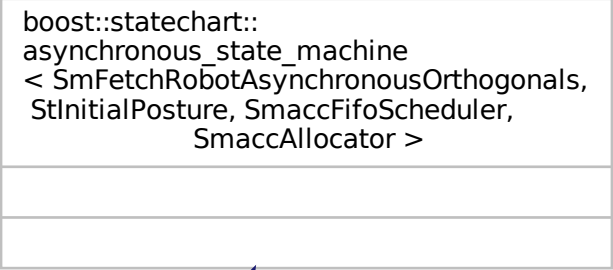 boost::statechart::
asynchronous_state_machine
< SmFetchRobotAsynchronousOrthogonals,
StInitialPosture, SmaccFifoScheduler,
SmaccAllocator >